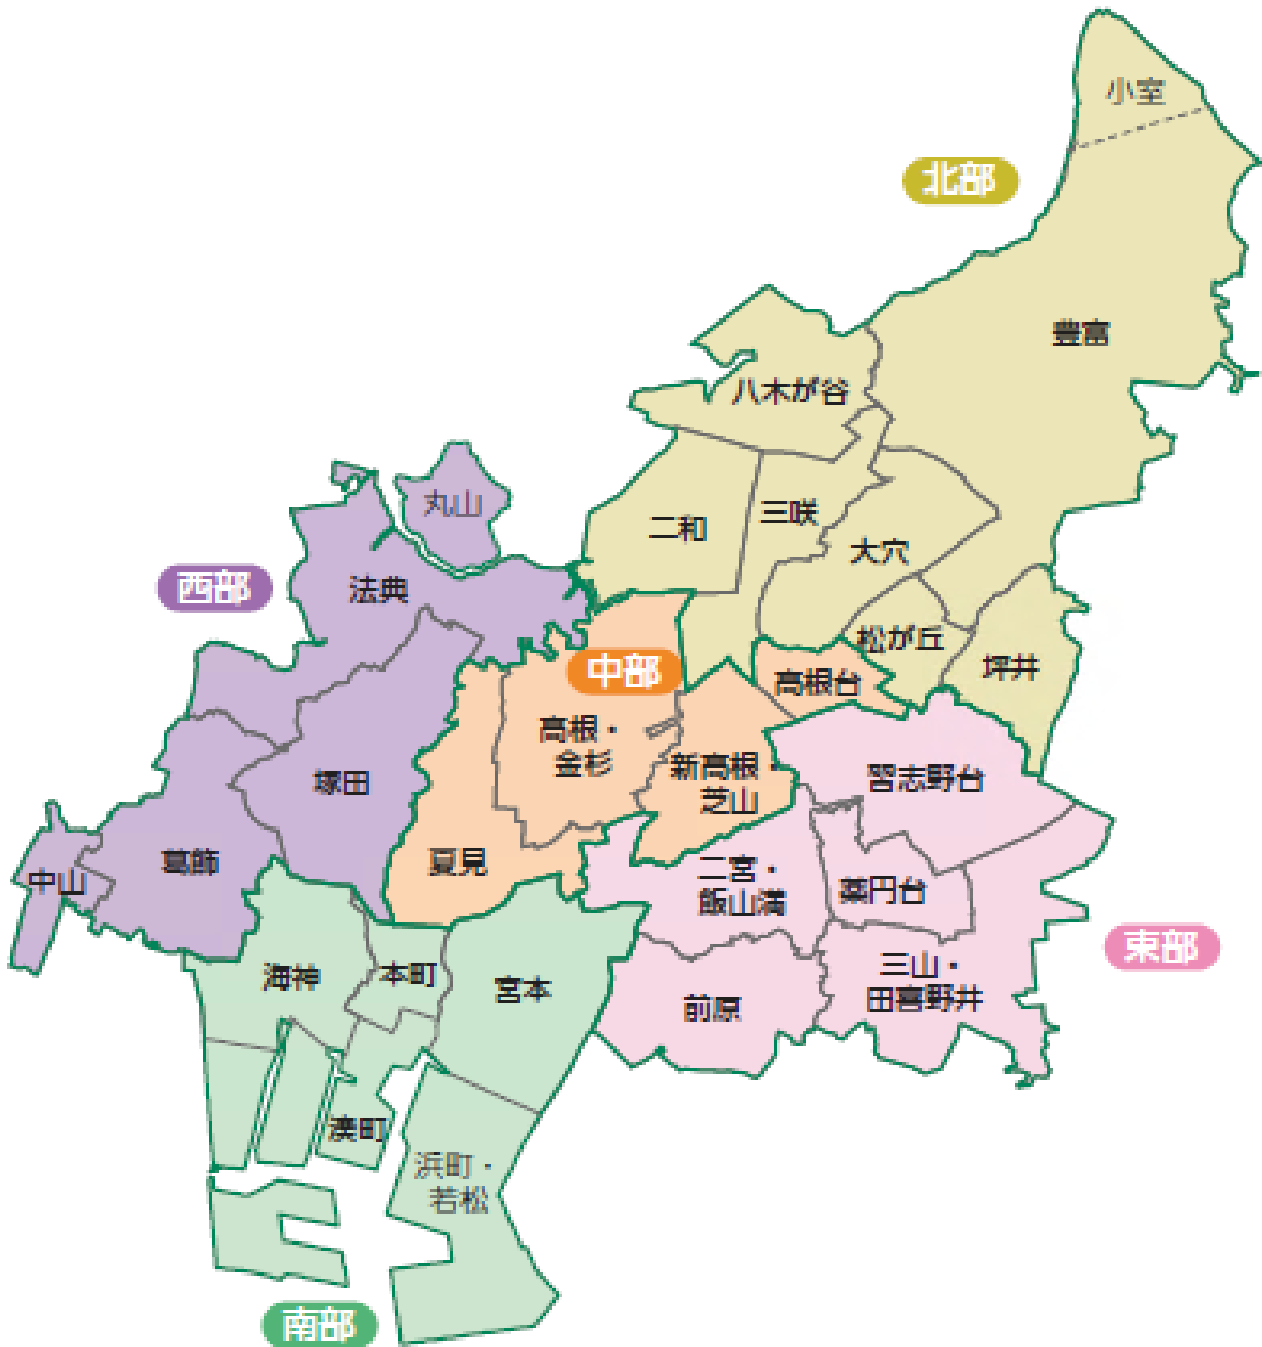 小室
北部
豊富
八木が谷
丸山
二和
三咲
大穴
西部
法典
松が丘
坪井
中部
高根台
高根・
金杉
新高根・
芝山
習志野台
塚田
夏見
葛飾
中山
二宮・
飯山満
薬円台
東部
三山・
田喜野井
海神
本町
宮本
前原
湊町
浜町・
若松
南部